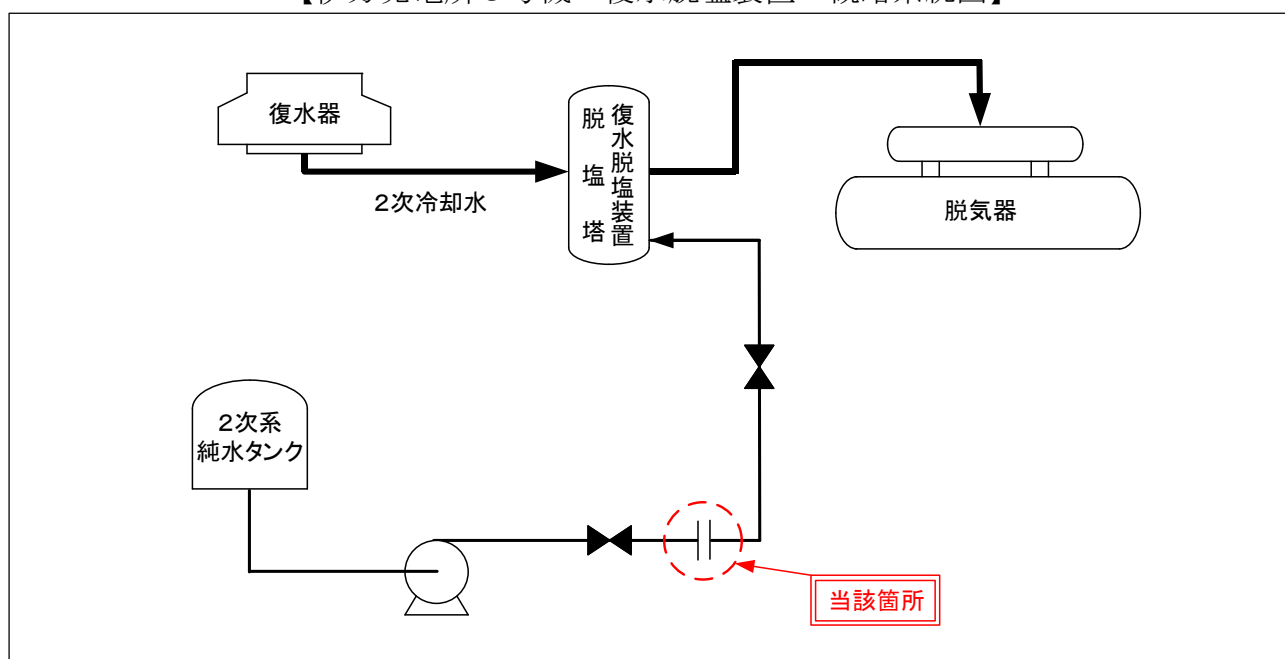 復水器
復水脱塩装置
脱塩塔
2次冷却水
脱気器
2次系
純水タンク
当該箇所